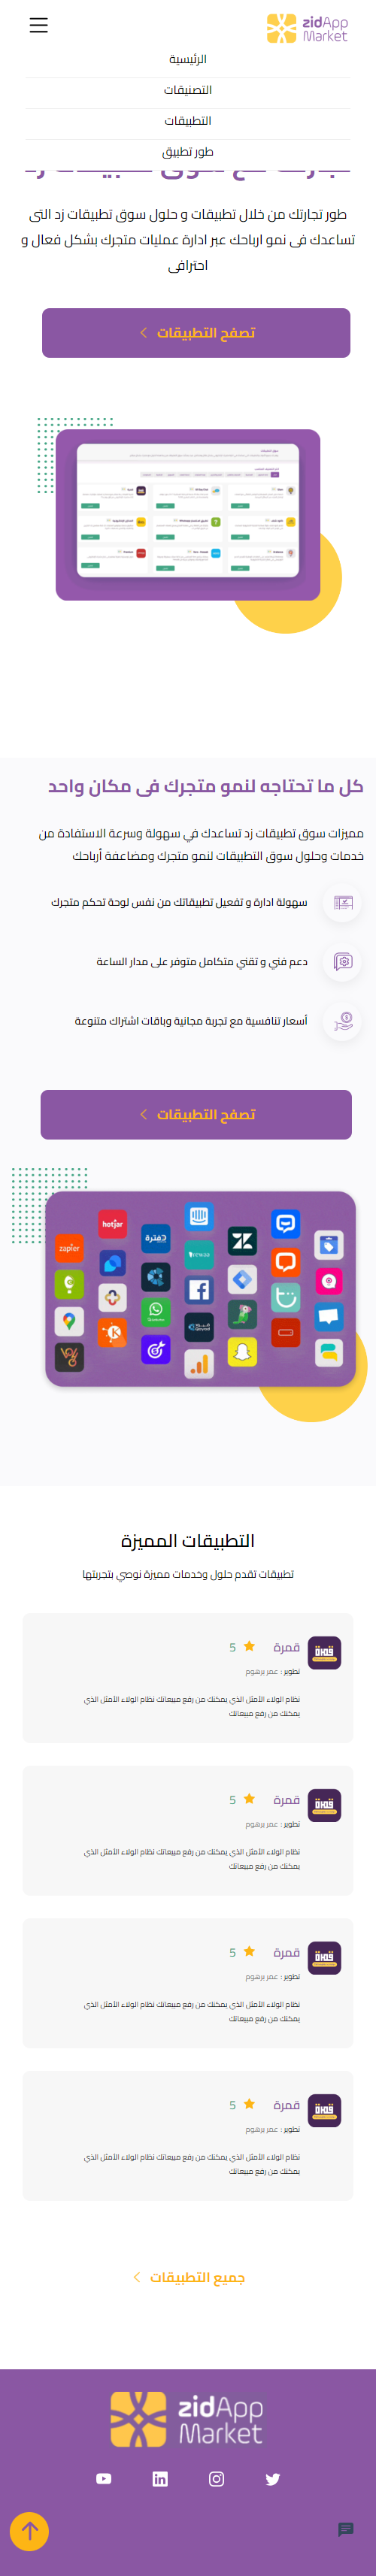 zidApp
Market
الرئيسية
التصنيقات
التطبيقات
طور تطبيق
طور تجارتك من خلال تطبيقات و حلول سوق تطبيقات زد التى
تساعدك فى نمو ارباحك عبر ادارة عمليات متجرك بشكل فعال و
احترافى
تصفح التطبيقات
كل ما تحتاجه لنمو متجرك فى مكان واحد
مميزات سوق تطبيقات زد تساعدك في سهولة وسرعة الاستفادة من
خدمات وحلول سوق التطبيقات لنمو متجرك ومضاعفة أرباحك
سهولة ادارة و تفعيل تطبيقاتك من نفس لوحة تحكم متجرك
دعم فني و تقني متكامل متوفر على مدار الساعة
أسعار تنافسية مع تجربة مجانية وباقات اشتراك متنوعة
تصفح التطبيقات
hotjar
zapier
دفترة
التطبيقات المميزة
تطبيقات تقدم حلول وخدمات مميزة نوصي بتجربتها
قمرة 5
تطوير : عمر برهوم
نظام الولاء الأمثل الذي يمكنك من رفع مبيعاتك نظام الولاء الأمثل الذي
يمكنك من رفع مبيعاتك
قمرة 5
تطوير : عمر برهوم
نظام الولاء الأمثل الذي يمكنك من رفع مبيعاتك نظام الولاء الأمثل الذي
يمكنك من رفع مبيعاتك
قمرة 5
تطوير : عمر برهوم
نظام الولاء الأمثل الذي يمكنك من رفع مبيعاتك نظام الولاء الأمثل الذي
يمكنك من رفع مبيعاتك
قمرة 5
تطوير : عمر برهوم
نظام الولاء الأمثل الذي يمكنك من رفع مبيعاتك نظام الولاء الأمثل الذي
يمكنك من رفع مبيعاتك
جميع التطبيقات
zidApp
Market